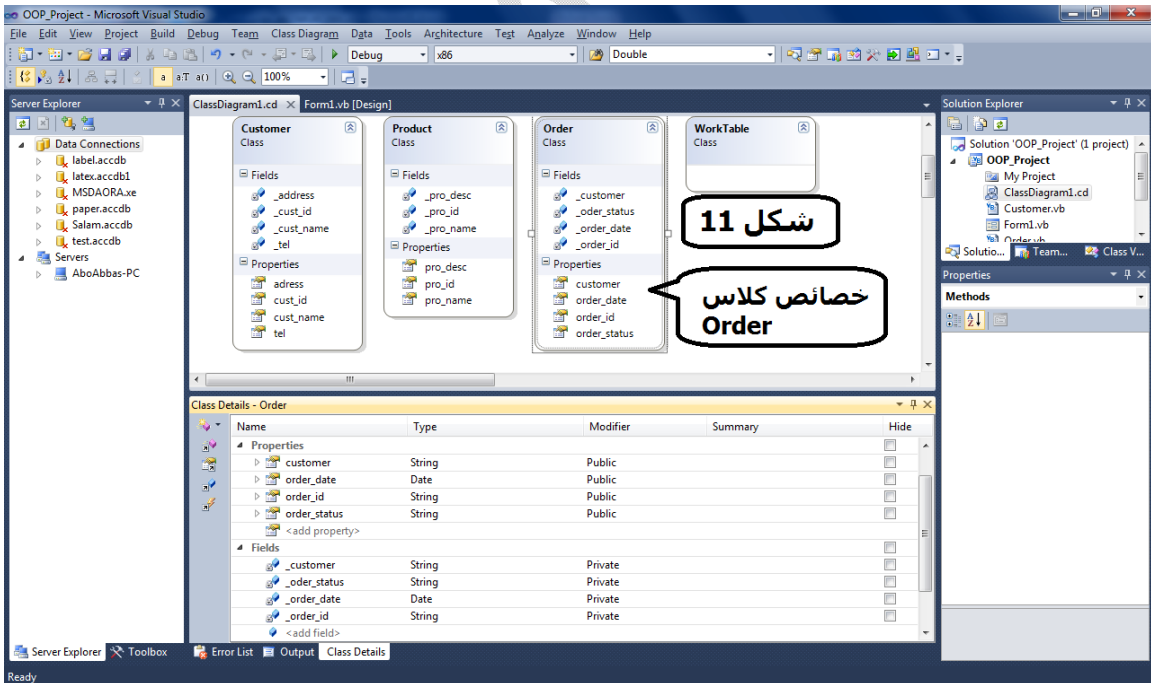 OOP_Project - Microsoft Visual Studio
File Edit View Project Build Debug Team Class Diagram Data Tools Architecture Test Analyze Window Help
Debug x86 Double
a a:T a() 100%
Server Explorer
Data Connections
label.accdb
latex.accdb1
MSDAORA.xe
paper.accdb
Salam.accdb
test.accdb
Servers
AboAbbas-PC
ClassDiagram1.cd Form1.vb [Design]
Customer
Class
Fields
_address
_cust_id
_cust_name
_tel
Properties
adress
cust_id
cust_name
tel
Product
Class
Fields
_pro_desc
_pro_id
_pro_name
Properties
pro_desc
pro_id
pro_name
Order
Class
Fields
_customer
_oder_status
_order_date
_order_id
Properties
customer
order_date
order_id
order_status
WorkTable
Class
شكل 11
خصائص كلاس
Order
Solution Explorer
Solution 'OOP_Project' (1 project)
OOP_Project
My Project
ClassDiagram1.cd
Customer.vb
Form1.vb
Order.vb
Solutio... Team... Class V...
Properties
Methods
Class Details - Order
Name Type Modifier Summary Hide
Properties
customer String Public
order_date Date Public
order_id String Public
order_status String Public
<add property>
Fields
_customer String Private
_oder_status String Private
_order_date Date Private
_order_id String Private
<add field>
Server Explorer Toolbox Error List Output Class Details
Ready